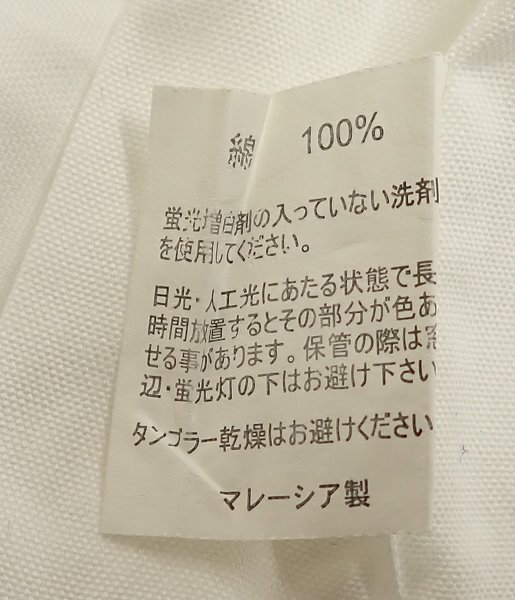 綿 100%
蛍光増白剤の入っていない洗剤
を使用してください。
日光・人工光にあたる状態で長
時間放置するとその部分が色あ
せる事があります。保管の際は窓
辺・蛍光灯の下はお避け下さい
タンブラー乾燥はお避けください
マレーシア製